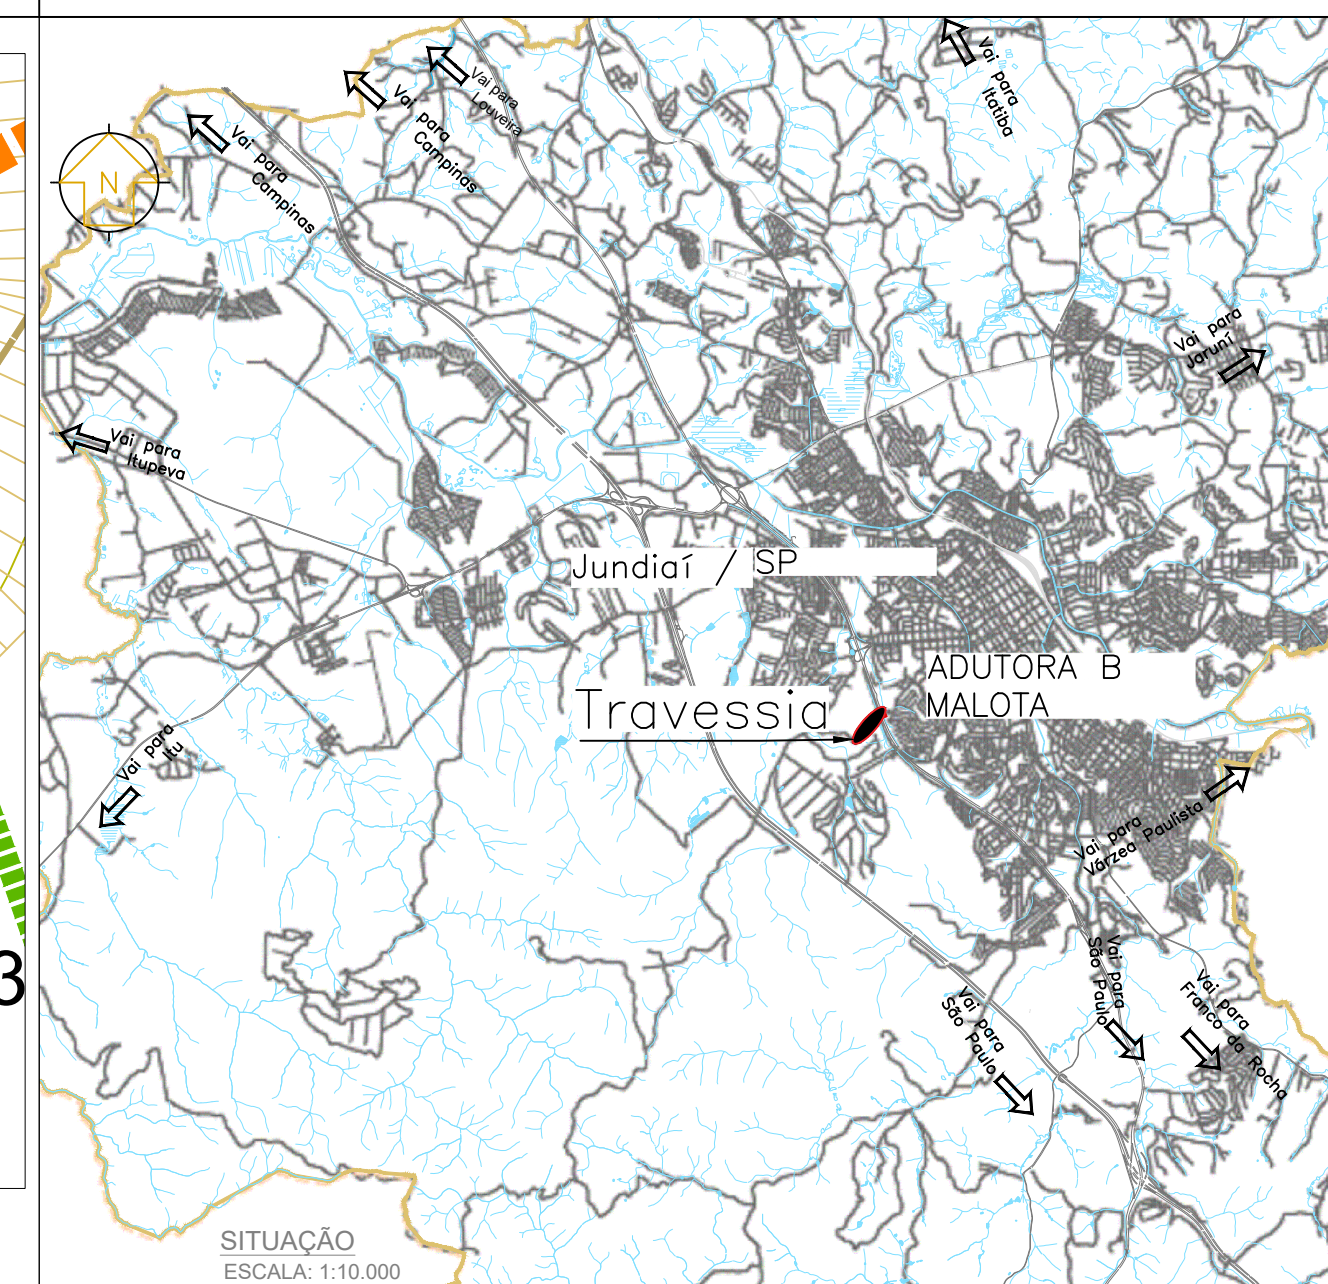 Vai para
Itatiba
Vai para
Louveira
Vai
para
Campinas
Vai para
Campinas
N
Vai para
Jaruní
Vai para
Itupeva
Jundiaí / SP
ADUTORA B
MALOTA
Travessia
Vai para
Itu
Vai para
Várzea Paulista
3
Vai para
São Paulo
Vai para
São Paulo
Vai para
Franco da Rocha
SITUAÇÃO
ESCALA: 1:10.000